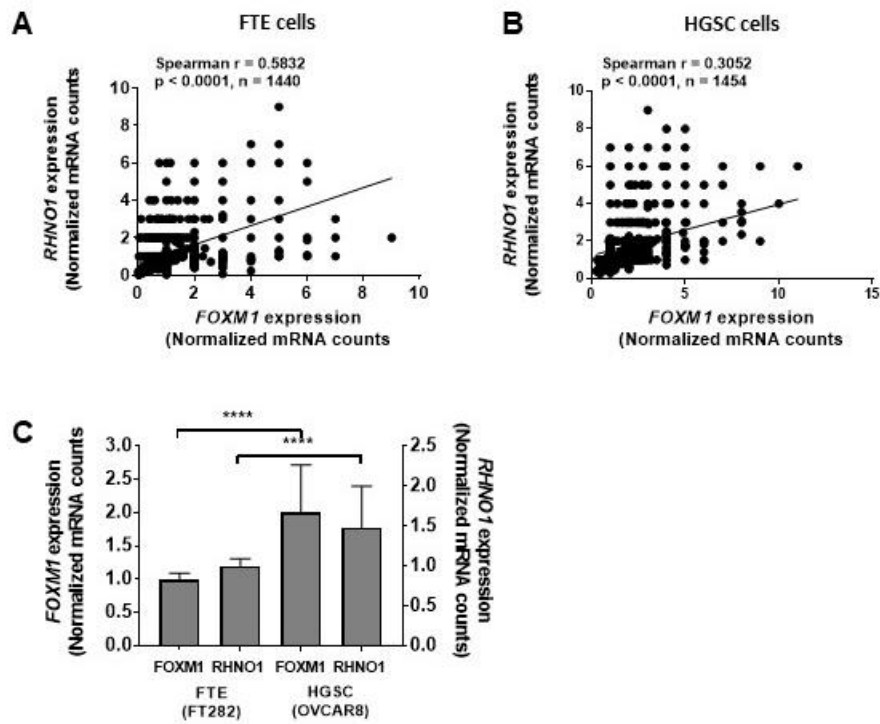 A
FTE cells
Spearman r = 0.5832
p < 0.0001, n = 1440
RHNO1 expression
(Normalized mRNA counts
10
8
6
4
2
0
0 2 4 6 8 10
FOXM1 expression
(Normalized mRNA counts
B
HGSC cells
Spearman r = 0.3052
p < 0.0001, n = 1454
RHNO1 expression
(Normalized mRNA counts
10
8
6
4
2
0
0 5 10 15
FOXM1 expression
(Normalized mRNA counts
C
FOXM1 expression
(Normalized mRNA counts
3.0
2.5
2.0
1.5
1.0
0.5
0.0
****
****
2.5
2.0
1.5
1.0
0.5
0.0
RHNO1 expression
(Normalized mRNA counts)
FOXM1 RHNO1 FOXM1 RHNO1
FTE HGSC
(FT282) (OVCAR8)